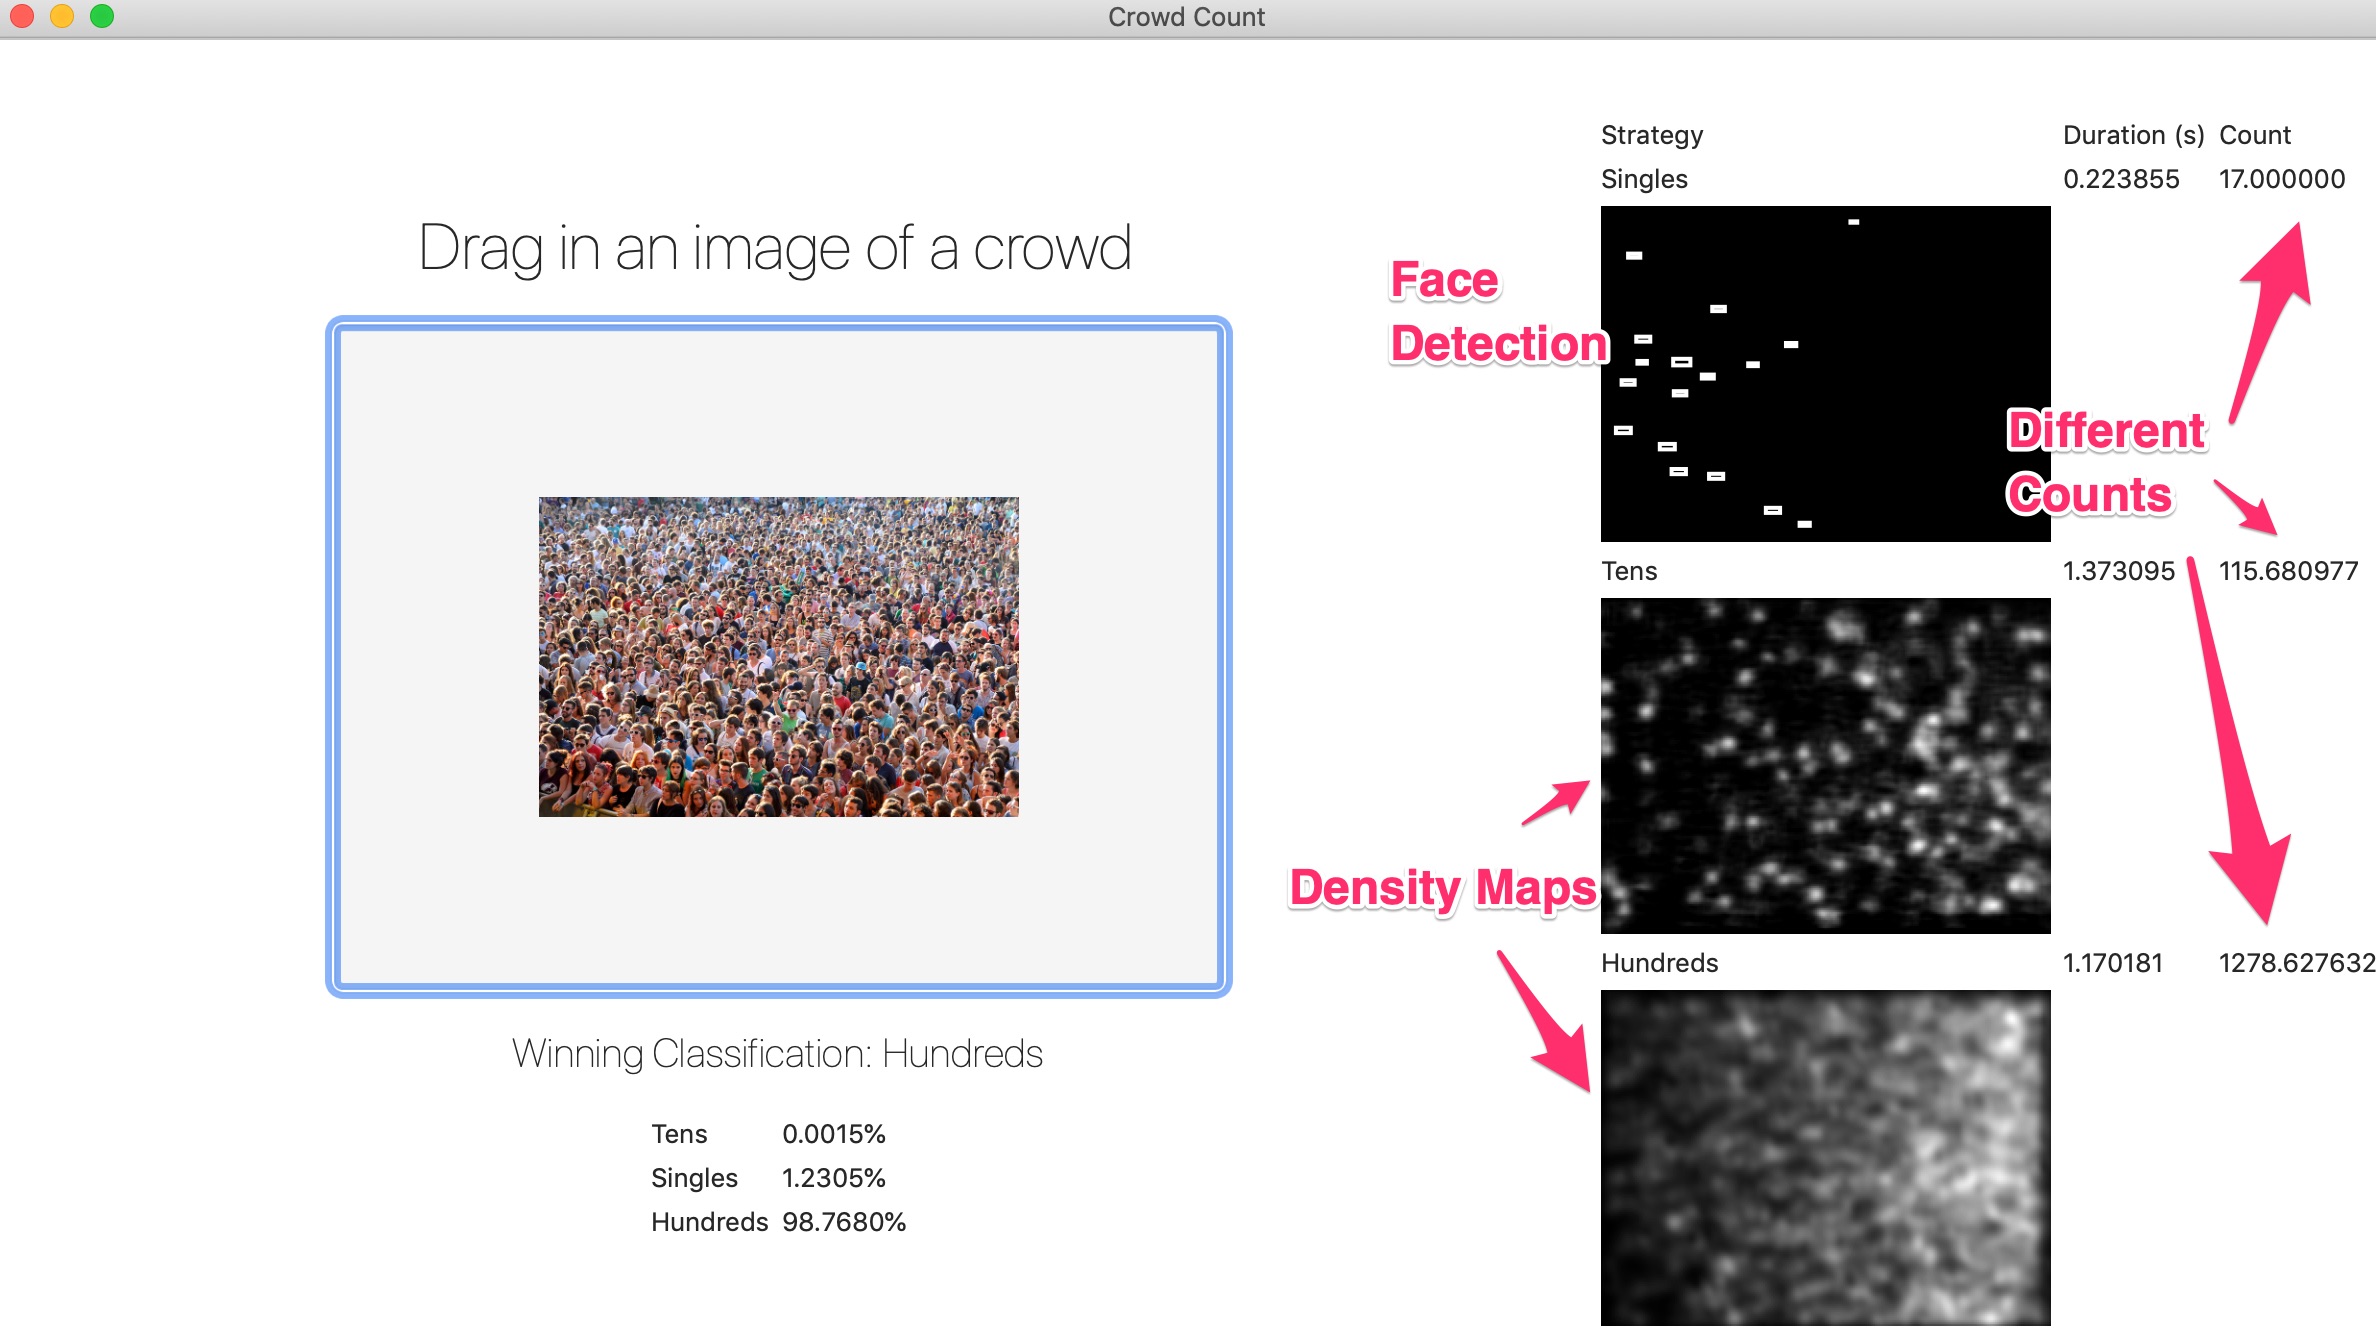 Crowd Count
Drag in an image of a crowd
Winning Classification: Hundreds
Tens 0.0015%
Singles 1.2305%
Hundreds 98.7680%
Strategy Duration (s) Count
Singles 0.223855 17.000000
Face
Detection
Different
Counts
Tens 1.373095 115.680977
Density Maps
Hundreds 1.170181 1278.627632